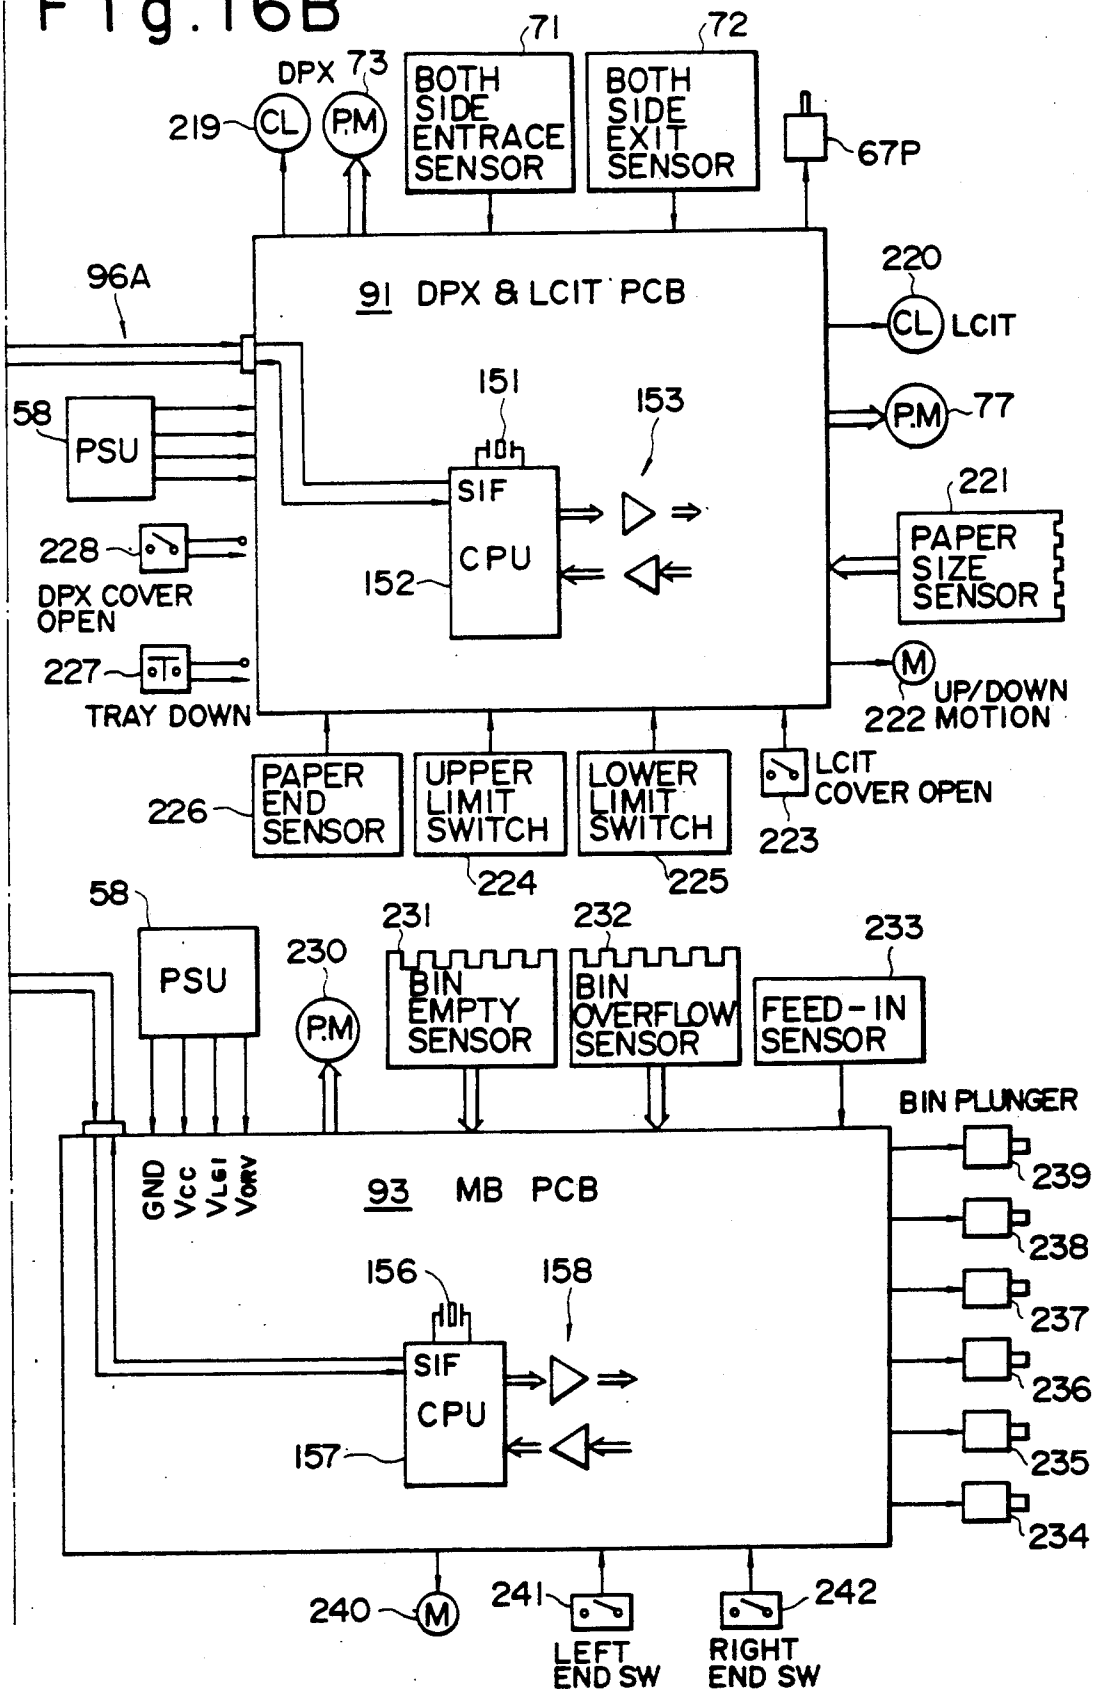 Fig.16B
71
72
DPX 73
219
CL
P.M
BOTH
SIDE
ENTRACE
SENSOR
BOTH
SIDE
EXIT
SENSOR
67P
96A
91 DPX & LCIT PCB
220
CL LCIT
58
PSU
151
153
P.M
77
SIF
CPU
152
221
PAPER
SIZE
SENSOR
228
DPX COVER
OPEN
227
TRAY DOWN
M
222
UP/DOWN
MOTION
PAPER
END
SENSOR
226
UPPER
LIMIT
SWITCH
224
LOWER
LIMIT
SWITCH
225
LCIT
COVER OPEN
223
58
PSU
230
P.M
231
BIN
EMPTY
SENSOR
232
BIN
OVERFLOW
SENSOR
233
FEED-IN
SENSOR
BIN PLUNGER
GND
VCC
VLGI
VORV
93 MB PCB
239
238
237
236
235
234
156
158
SIF
CPU
157
240
M
241
LEFT
END SW
242
RIGHT
END SW